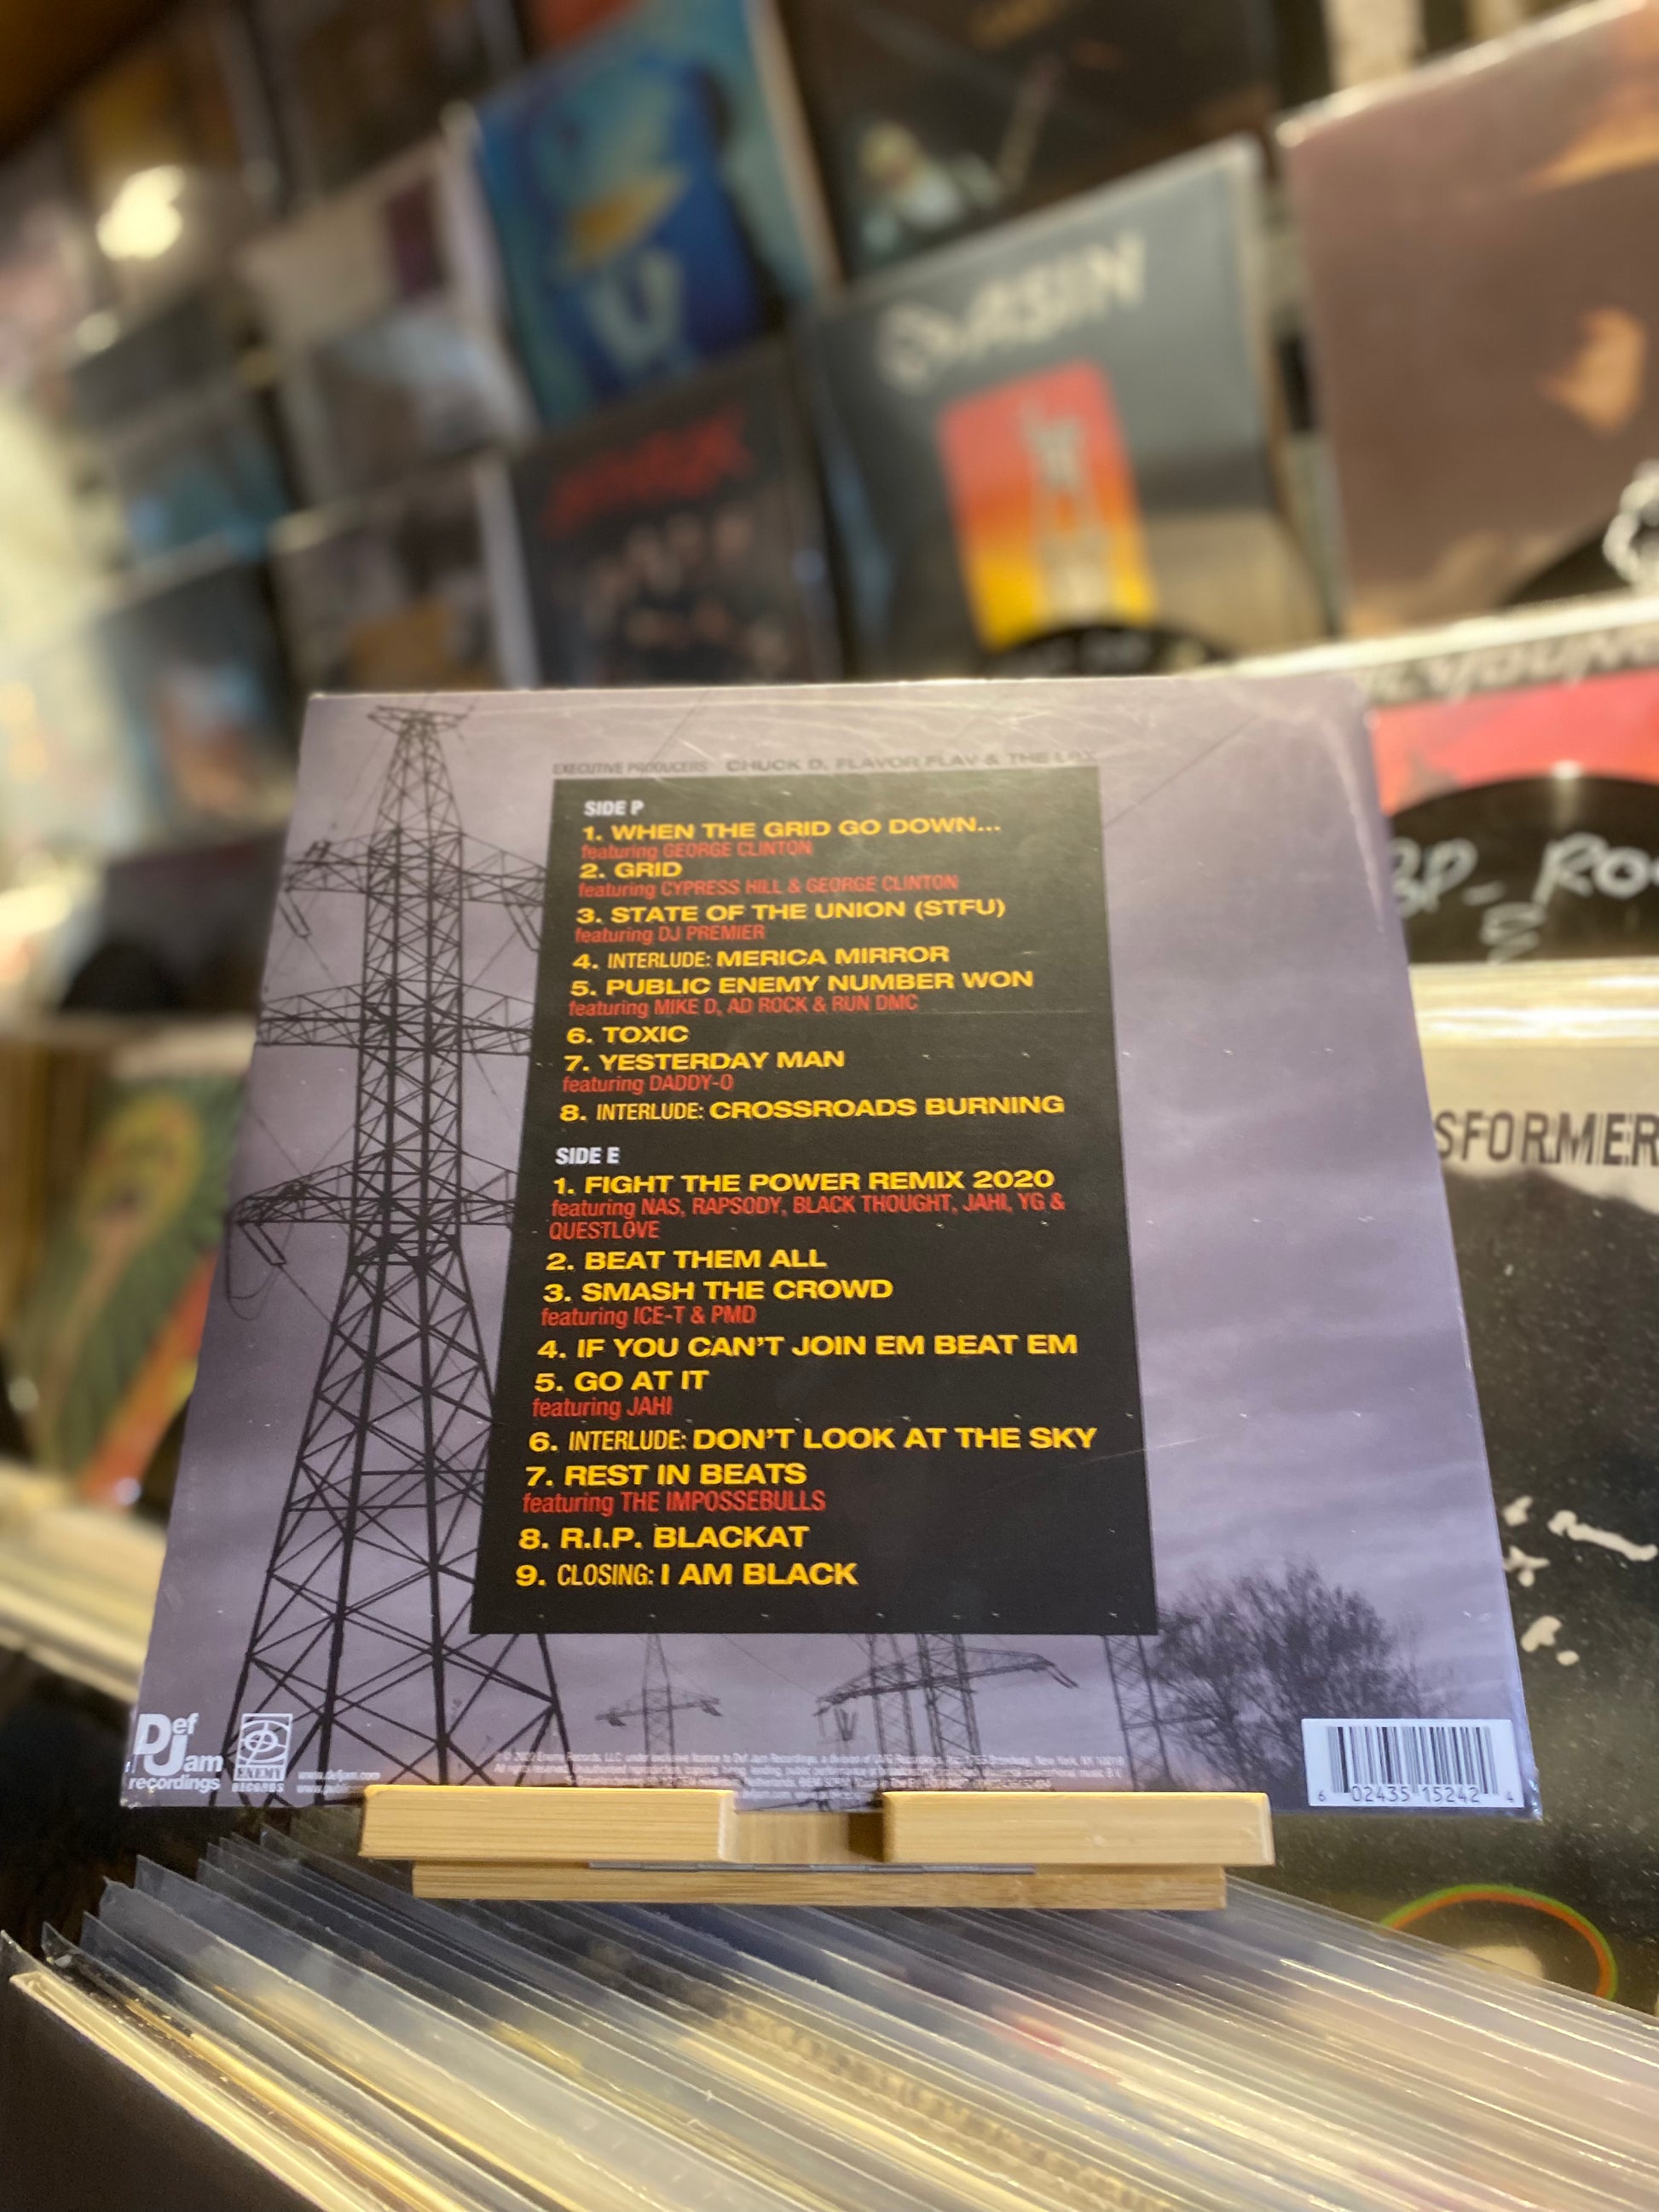 EXECUTIVE PRODUCERS CHUCK D, FLAVOR FLAV & THE LBX
SIDE P
1. WHEN THE GRID GO DOWN...
featuring GEORGE CLINTON
2. GRID
featuring CYPRESS HILL & GEORGE CLINTON
3. STATE OF THE UNION (STFU)
featuring DJ PREMIER
4. INTERLUDE: MERICA MIRROR
5. PUBLIC ENEMY NUMBER WON
featuring MIKE D, AD ROCK & RUN DMC
6. TOXIC
7. YESTERDAY MAN
featuring DADDY-O
8. INTERLUDE: CROSSROADS BURNING
SIDE E
1. FIGHT THE POWER REMIX 2020
featuring NAS, RAPSODY, BLACK THOUGHT, JAHI, YG &
QUESTLOVE
2. BEAT THEM ALL
3. SMASH THE CROWD
featuring ICE-T & PMD
4. IF YOU CAN'T JOIN EM BEAT EM
5. GO AT IT
featuring JAHI
6. INTERLUDE: DON'T LOOK AT THE SKY
7. REST IN BEATS
featuring THE IMPOSSEBULLS
8. R.I.P. BLACKAT
9. CLOSING: I AM BLACK
Def
Jam
recordings
ENEMY
RECORDS
www.defjam.com
6 02435 15242 4
YOUNG
SFORMER